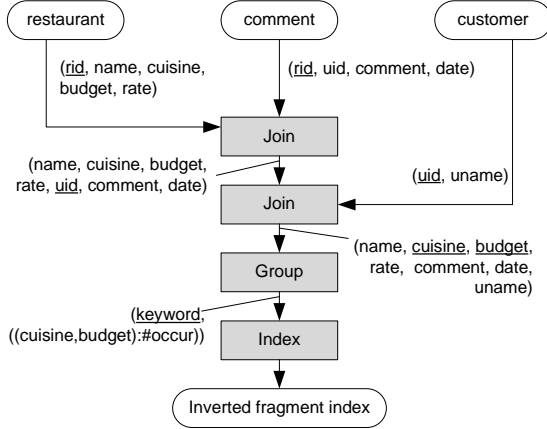 restaurant
comment
customer
(rid, name, cuisine,
budget, rate)
(rid, uid, comment, date)
Join
(name, cuisine, budget,
rate, uid, comment, date)
(uid, uname)
Join
(name, cuisine, budget,
rate, comment, date,
uname)
Group
(keyword,
((cuisine,budget):#occur))
Index
Inverted fragment index